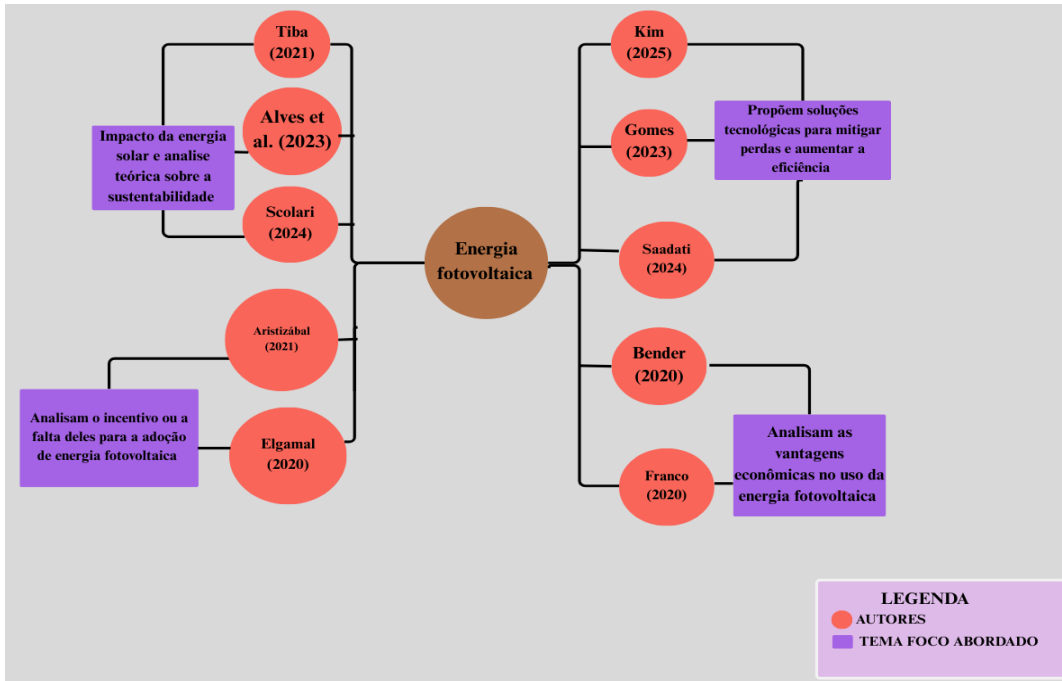 Tiba
(2021)
Alves et
al. (2023)
Scolari
(2024)
Impacto da energia
solar e analise
teórica sobre a
sustentabilidade
Aristizábal
(2021)
Elgamal
(2020)
Analisam o incentivo ou a
falta deles para a adoção
de energia fotovoltaica
Energia
fotovoltaica
Kim
(2025)
Gomes
(2023)
Saadati
(2024)
Propõem soluções
tecnológicas para mitigar
perdas e aumentar a
eficiência
Bender
(2020)
Franco
(2020)
Analisam as
vantagens
econômicas no uso da
energia fotovoltaica
LEGENDA
AUTORES
TEMA FOCO ABORDADO